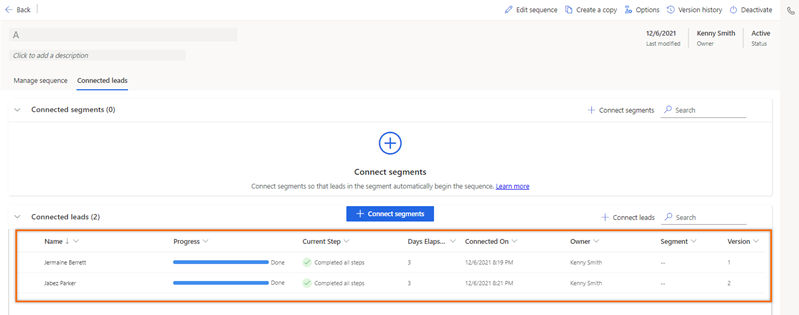 Back Edit sequence Create a copy Options Version history Deactivate
A 12/6/2021 Kenny Smith Active
Last modified Owner Status
Click to add a description
Manage sequence Connected leads
Connected segments (0) Connect segments Search
Connect segments
Connect segments so that leads in the segment automatically begin the sequence. Learn more
Connect segments
Connected leads (2) Connect leads Search
Name Progress Current Step Days Elaps... Connected On Owner Segment Version
Jermaine Berrett Done Completed all steps 3 12/6/2021 8:19 PM Kenny Smith --- 1
Jabez Parker Done Completed all steps 3 12/6/2021 8:21 PM Kenny Smith --- 2